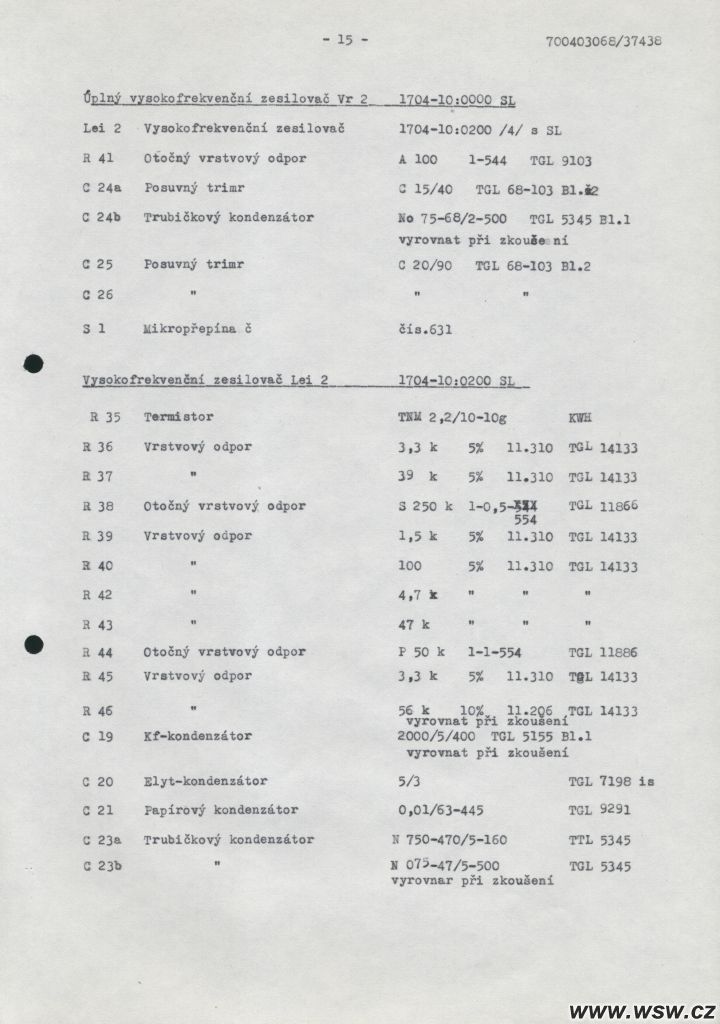 - 15 -    700403068/37438
Úplný vysokofrekvenční zesilovač Vr 2    1704-10:0000 SL
Lei 2    Vysokofrekvenční zesilovač    1704-10:0200 /4/ s SL
R 41    Otočný vrstvový odpor    A 100    1-544    TGL 9103
C 24a    Posuvný trimr    C 15/40    TGL 68-103 Bl.2
C 24b    Trubičkový kondenzátor    No 75-68/2-500    TGL 5345 Bl.1
vyrovnat při zkoušení
C 25    Posuvný trimr    C 20/90    TGL 68-103 Bl.2
C 26    "    "    "
S 1    Mikropřepína č    čís.631
Vysokofrekvenční zesilovač Lei 2    1704-10:0200 SL
R 35    Termistor    TNM 2,2/10-10g    KWH
R 36    Vrstvový odpor    3,3 k    5%    11.310    TGL 14133
R 37    "    39 k    5%    11.310    TGL 14133
R 38    Otočný vrstvový odpor    S 250 k    1-0,5-    TGL 11866
554
R 39    Vrstvový odpor    1,5 k    5%    11.310    TGL 14133
R 40    "    100    5%    11.310    TGL 14133
R 42    "    4,7 k    "    "    "
R 43    "    47 k    "    "    "
R 44    Otočný vrstvový odpor    P 50 k    1-1-554    TGL 11886
R 45    Vrstvový odpor    3,3 k    5%    11.310    TGL 14133
R 46    "    56 k    10%    11.206    TGL 14133
vyrovnat při zkoušení
C 19    Kf-kondenzátor    2000/5/400    TGL 5155 Bl.1
vyrovnat při zkoušení
C 20    Elyt-kondenzátor    5/3    TGL 7198 is
C 21    Papírový kondenzátor    0,01/63-445    TGL 9291
C 23a    Trubičkový kondenzátor    N 750-470/5-160    TTL 5345
C 23b    "    N 075-47/5-500    TGL 5345
vyrovnar při zkoušení
www.wsw.cz